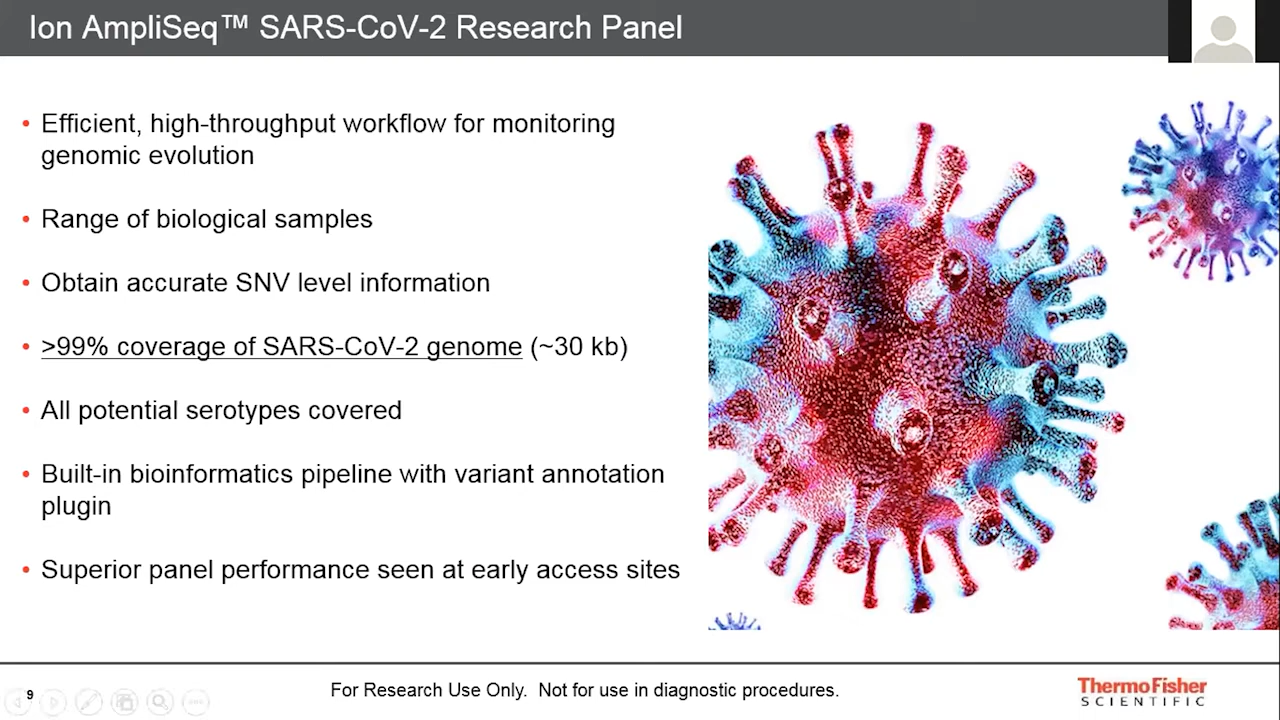 Ion AmpliSeq™ SARS-CoV-2 Research Panel
• Efficient, high-throughput workflow for monitoring
genomic evolution
• Range of biological samples
• Obtain accurate SNV level information
• >99% coverage of SARS-CoV-2 genome (~30 kb)
• All potential serotypes covered
• Built-in bioinformatics pipeline with variant annotation
plugin
• Superior panel performance seen at early access sites
9
For Research Use Only. Not for use in diagnostic procedures.
ThermoFisher
SCIENTIFIC